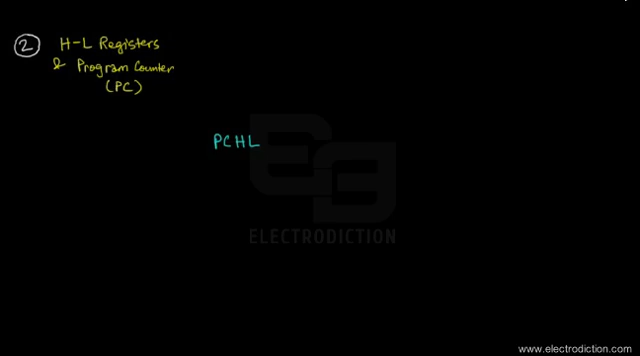 2 H-L Registers
& Program Counter
(PC)
PCHL
ELECTRODICTION
www.electrodiction.com